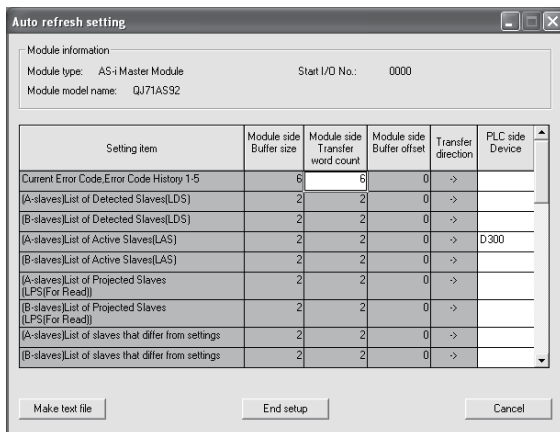 Auto refresh setting
Module information
Module type: AS-i Master Module Start I/O No.: 0000
Module model name: QJ71AS92
Setting item Module side Buffer size Module side Transfer word count Module side Buffer offset Transfer direction PLC side Device
Current Error Code,Error Code History 1-5 6 6 0 ->
(A-slaves)List of Detected Slaves(LDS) 2 2 0 ->
(B-slaves)List of Detected Slaves(LDS) 2 2 0 ->
(A-slaves)List of Active Slaves(LAS) 2 2 0 -> D300
(B-slaves)List of Active Slaves(LAS) 2 2 0 ->
(A-slaves)List of Projected Slaves
(LPS(For Read)) 2 2 0 ->
(B-slaves)List of Projected Slaves
(LPS(For Read)) 2 2 0 ->
(A-slaves)List of slaves that differ from settings 2 2 0 ->
(B-slaves)List of slaves that differ from settings 2 2 0 ->
Make text file End setup Cancel